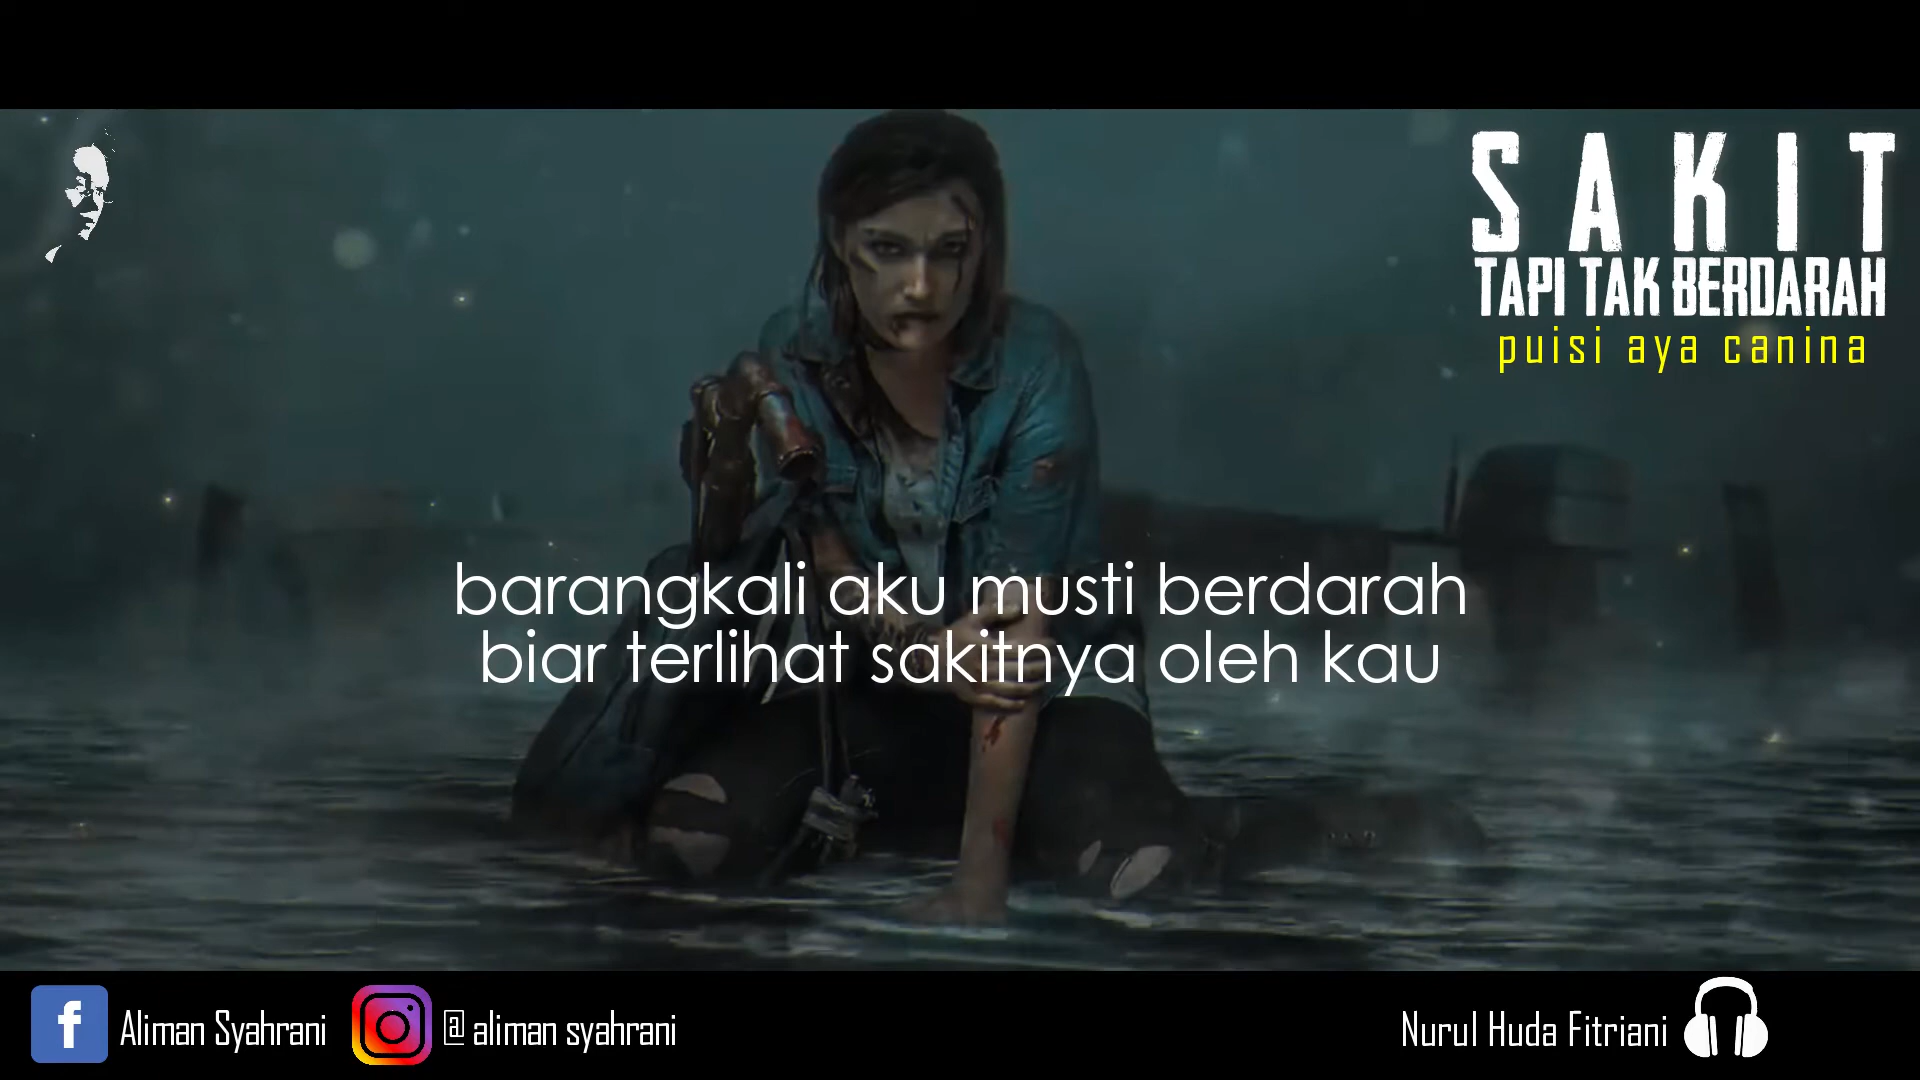 SAKIT
TAPI TAK BERDARAH
puisi aya canina
barangkali aku musti berdarah
biar terlihat sakitnya oleh kau
Aliman Syahrani
@aliman syahrani
Nurul Huda Fitriani